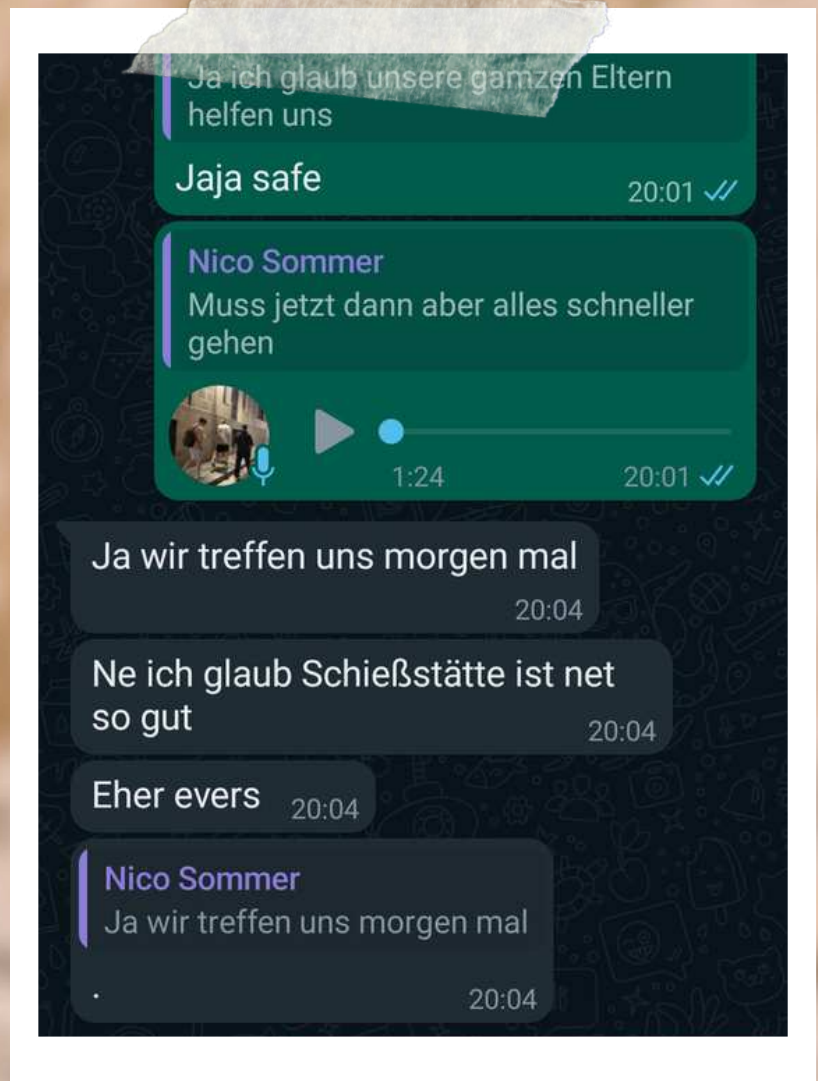 Ja ich glaub unsere gamzen Eltern
helfen uns
Jaja safe
20:01
Nico Sommer
Muss jetzt dann aber alles schneller
gehen
1:24
20:01
Ja wir treffen uns morgen mal
20:04
Ne ich glaub Schießstätte ist net
so gut
20:04
Eher evers
20:04
Nico Sommer
Ja wir treffen uns morgen mal
.
20:04